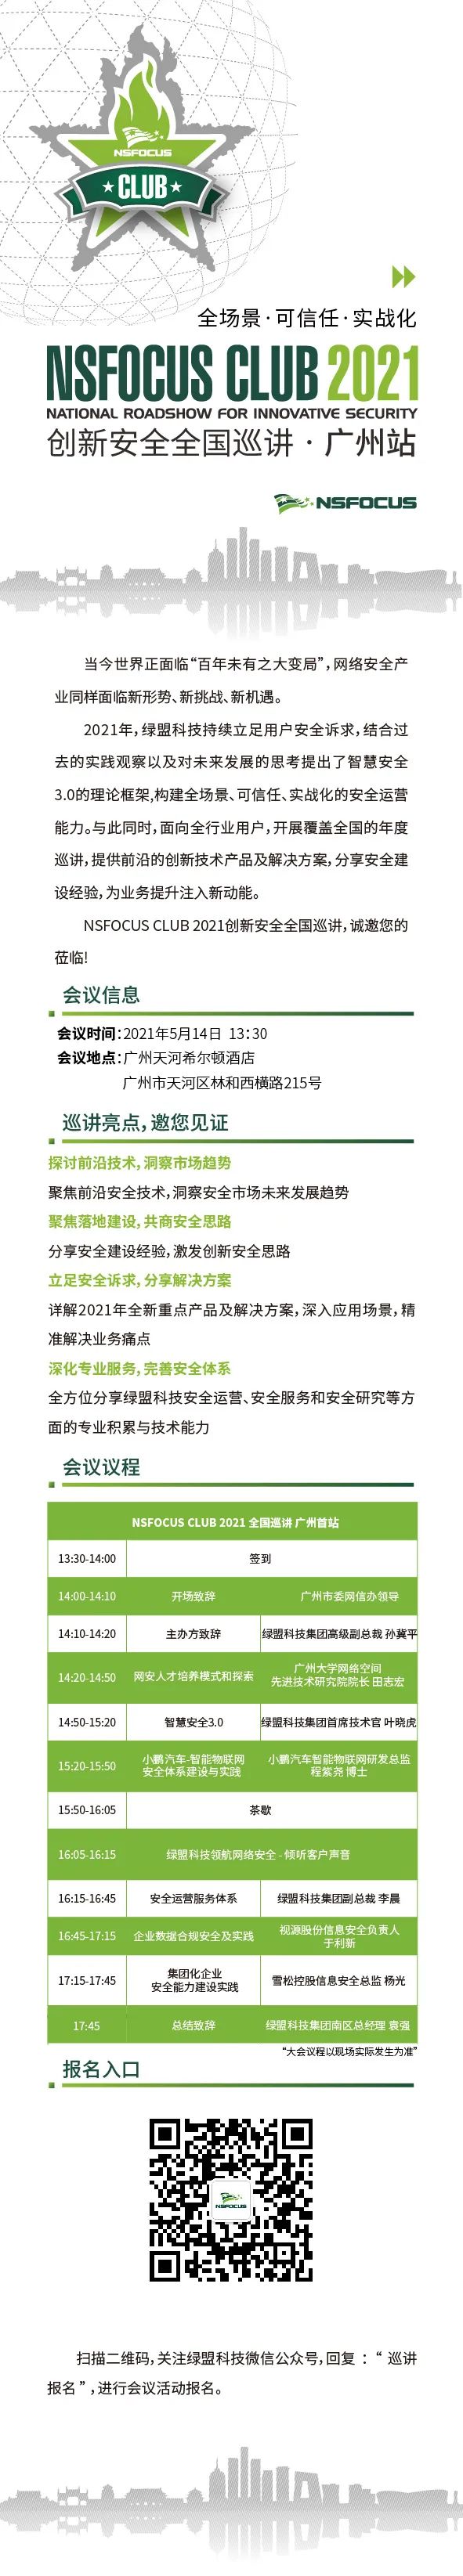 NSFOCUS
CLUB
全场景·可信任·实战化
NSFOCUS CLUB 2021
NATIONAL ROADSHOW FOR INNOVATIVE SECURITY
创新安全全国巡讲·广州站
NSFOCUS
当今世界正面临“百年未有之大变局”，网络安全产
业同样面临新形势、新挑战、新机遇。
2021年，绿盟科技持续立足用户安全诉求，结合过
去的实践观察以及对未来发展的思考提出了智慧安全
3.0的理论框架,构建全场景、可信任、实战化的安全运营
能力。与此同时，面向全行业用户，开展覆盖全国的年度
巡讲，提供前沿的创新技术产品及解决方案，分享安全建
设经验，为业务提升注入新动能。
NSFOCUS CLUB 2021创新安全全国巡讲，诚邀您的
莅临!
会议信息
会议时间：2021年5月14日 13：30
会议地点：广州天河希尔顿酒店
广州市天河区林和西横路215号
巡讲亮点，邀您见证
探讨前沿技术，洞察市场趋势
聚焦前沿安全技术，洞察安全市场未来发展趋势
聚焦落地建设，共商安全思路
分享安全建设经验，激发创新安全思路
立足安全诉求，分享解决方案
详解2021年全新重点产品及解决方案，深入应用场景，精
准解决业务痛点
深化专业服务，完善安全体系
全方位分享绿盟科技安全运营、安全服务和安全研究等方
面的专业积累与技术能力
会议议程
NSFOCUS CLUB 2021 全国巡讲 广州首站
13:30-14:00 签到
14:00-14:10 开场致辞 广州市委网信办领导
14:10-14:20 主办方致辞 绿盟科技集团高级副总裁 孙冀平
14:20-14:50 网安人才培养模式和探索 广州大学网络空间
先进技术研究院院长 田志宏
14:50-15:20 智慧安全3.0 绿盟科技集团首席技术官 叶晓虎
15:20-15:50 小鹏汽车-智能物联网 小鹏汽车智能物联网研发总监
安全体系建设与实践 程紫尧 博士
15:50-16:05 茶歇
16:05-16:15 绿盟科技领航网络安全 - 倾听客户声音
16:15-16:45 安全运营服务体系 绿盟科技集团副总裁 李晨
16:45-17:15 企业数据合规安全及实践 视源股份信息安全负责人
于利新
17:15-17:45 集团化企业 雪松控股信息安全总监 杨光
安全能力建设实践
17:45 总结致辞 绿盟科技集团南区总经理 袁强
“大会议程以现场实际发生为准”
报名入口
NSFOCUS
扫描二维码，关注绿盟科技微信公众号，回复 ：“ 巡讲
报名 ”，进行会议活动报名。